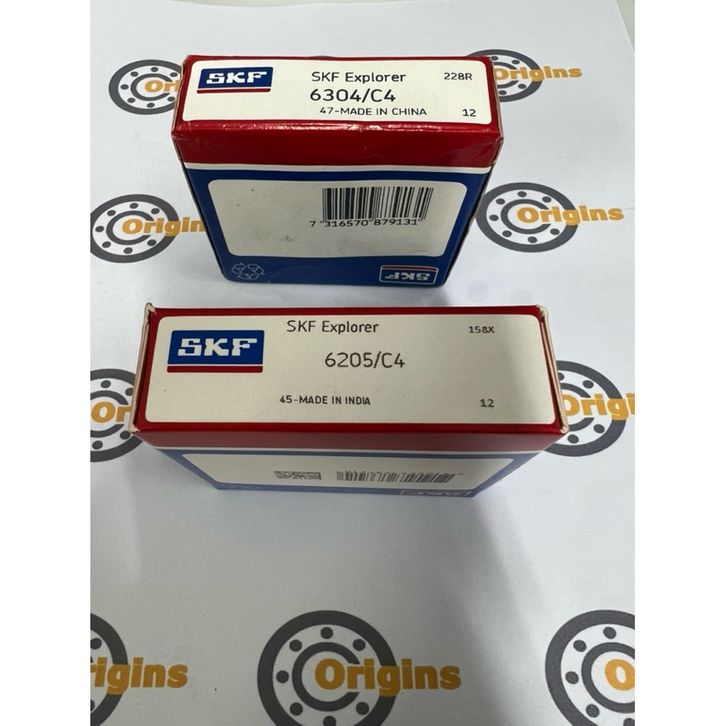 Origins
SKF
SKF Explorer
228R
6304/C4
47-MADE IN CHINA
12
7 316570 879131
SKF
Origins
Origins
SKF
SKF Explorer
158X
6205/C4
45-MADE IN INDIA
12
Origins
Origins
Origins